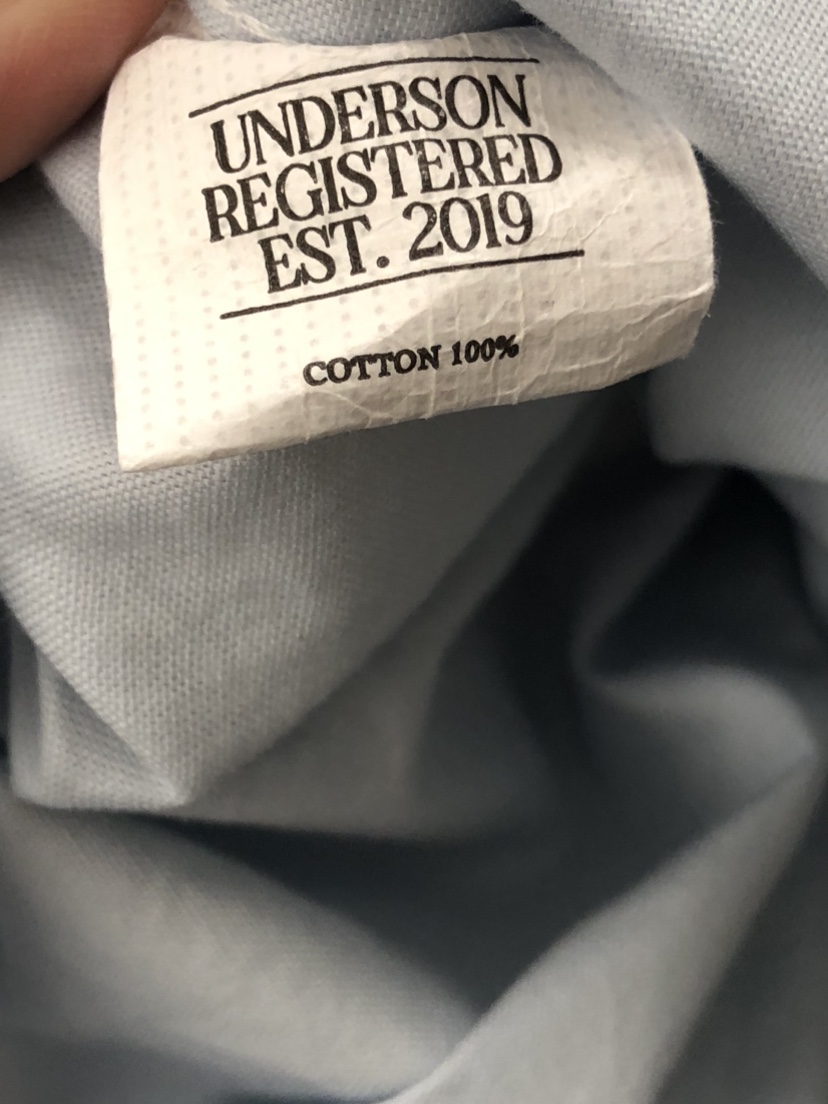 UNDERSON
REGISTERED
EST. 2019
COTTON 100%